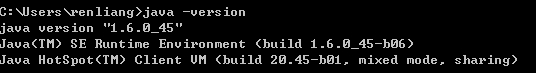 C:\Users\renliang>java -version
java version "1.6.0_45"
Java(TM) SE Runtime Environment (build 1.6.0_45-b06)
Java HotSpot(TM) Client VM (build 20.45-b01, mixed mode, sharing)